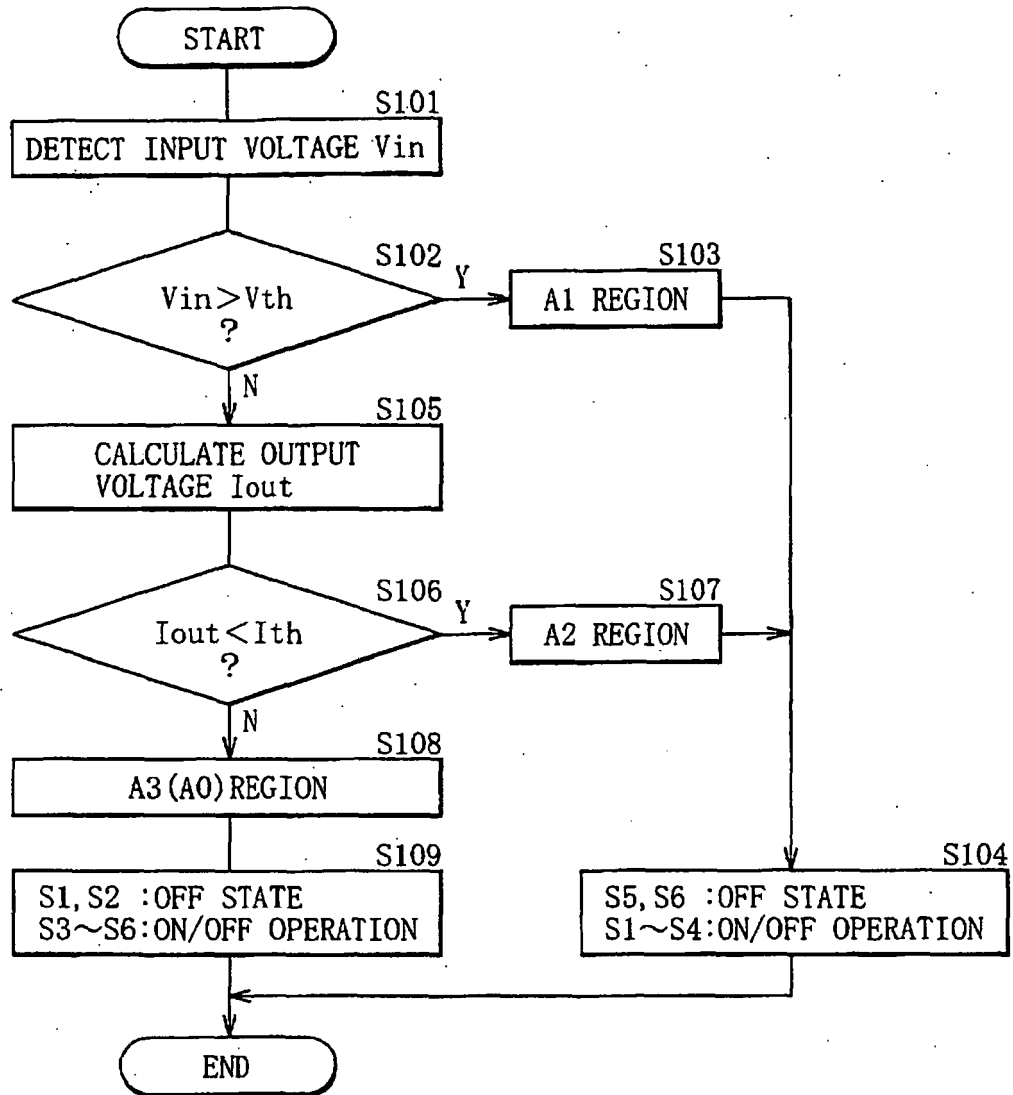 START
S101
DETECT INPUT VOLTAGE Vin
S102
Vin>Vth
?
Y
N
S103
A1 REGION
S105
CALCULATE OUTPUT
VOLTAGE Iout
S106
Iout<Ith
?
Y
N
S107
A2 REGION
S108
A3(A0)REGION
S109
S1,S2 :OFF STATE
S3~S6:ON/OFF OPERATION
S104
S5,S6 :OFF STATE
S1~S4:ON/OFF OPERATION
END